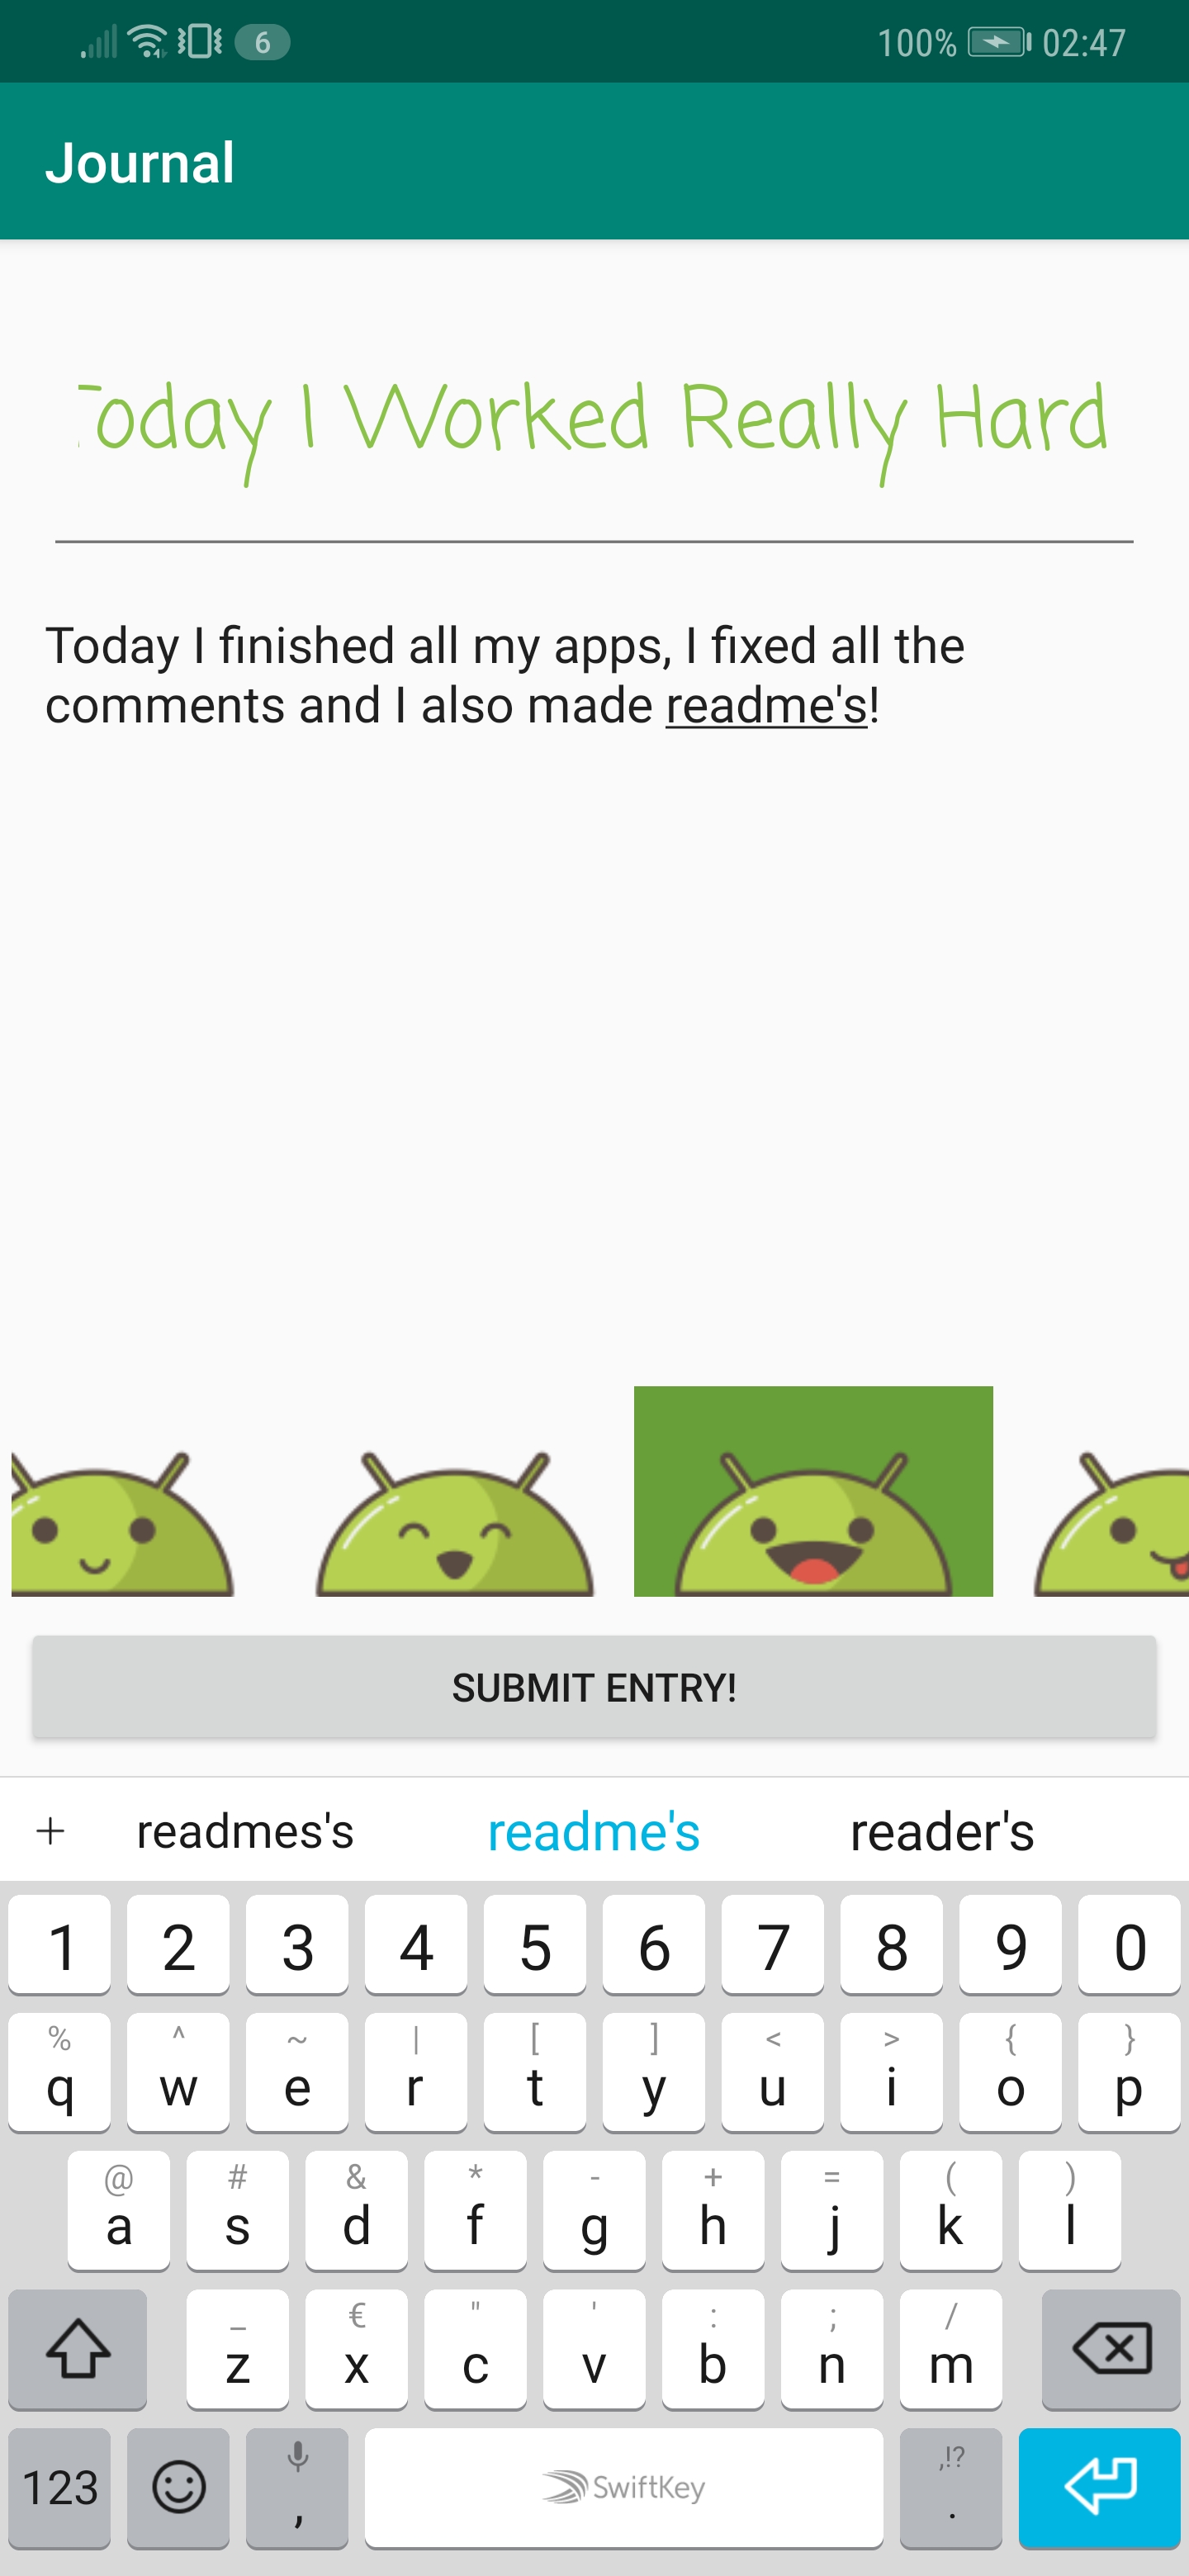 6 100% 02:47
Journal
Today I Worked Really Hard
Today I finished all my apps, I fixed all the
comments and I also made readme's!
SUBMIT ENTRY!
+ readmes's readme's reader's
1 2 3 4 5 6 7 8 9 0
% ^ ~ | [ ] < > { }
q w e r t y u i o p
@ # & * - + = ( )
a s d f g h j k l
_ € " ' : ; /
z x c v b n m
,!?
123 , SwiftKey .